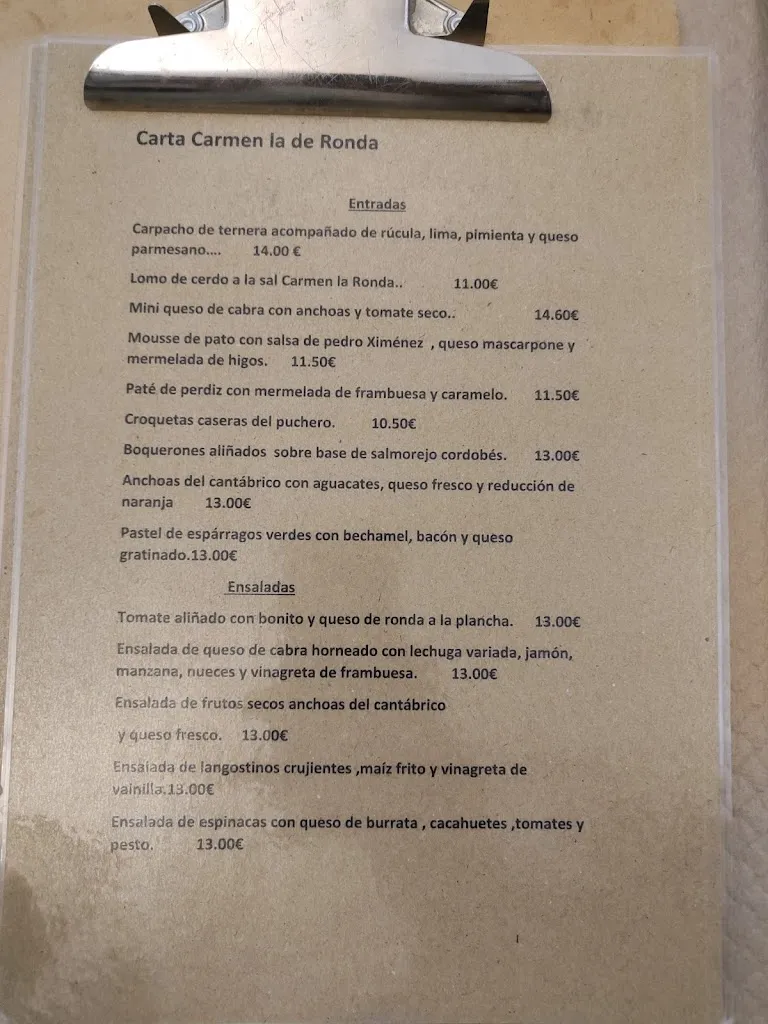 Carta Carmen la de Ronda
Entradas
Carpacho de ternera acompañado de rúcula, lima, pimienta y queso
parmesano.... 14.00 €
Lomo de cerdo a la sal Carmen la Ronda.. 11.00€
Mini queso de cabra con anchoas y tomate seco.. 14.60€
Mousse de pato con salsa de pedro Ximénez , queso mascarpone y
mermelada de higos. 11.50€
Paté de perdiz con mermelada de frambuesa y caramelo. 11.50€
Croquetas caseras del puchero. 10.50€
Boquerones aliñados sobre base de salmorejo cordobés. 13.00€
Anchoas del cantábrico con aguacates, queso fresco y reducción de
naranja 13.00€
Pastel de espárragos verdes con bechamel, bacón y queso
gratinado.13.00€
Ensaladas
Tomate aliñado con bonito y queso de ronda a la plancha. 13.00€
Ensalada de queso de cabra horneado con lechuga variada, jamón,
manzana, nueces y vinagreta de frambuesa. 13.00€
Ensalada de frutos secos anchoas del cantábrico
y queso fresco. 13.00€
Ensalada de langostinos crujientes ,maíz frito y vinagreta de
vainilla.13.00€
Ensalada de espinacas con queso de burrata , cacahuetes ,tomates y
pesto. 13.00€